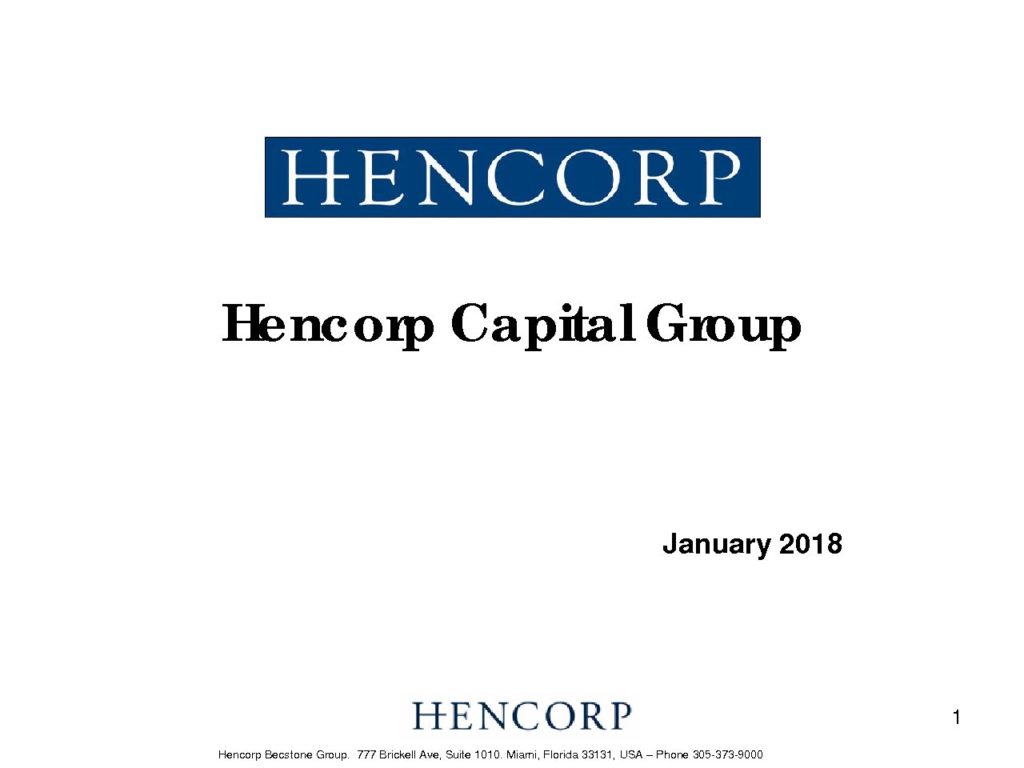 HENCORP
Hencorp Capital Group
January 2018
HENCORP
1
Hencorp Becstone Group. 777 Brickell Ave, Suite 1010. Miami, Florida 33131, USA – Phone 305-373-9000